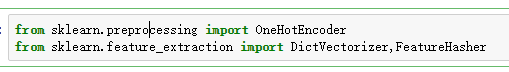 from sklearn.preprocessing import OneHotEncoder
from sklearn.feature_extraction import DictVectorizer,FeatureHasher